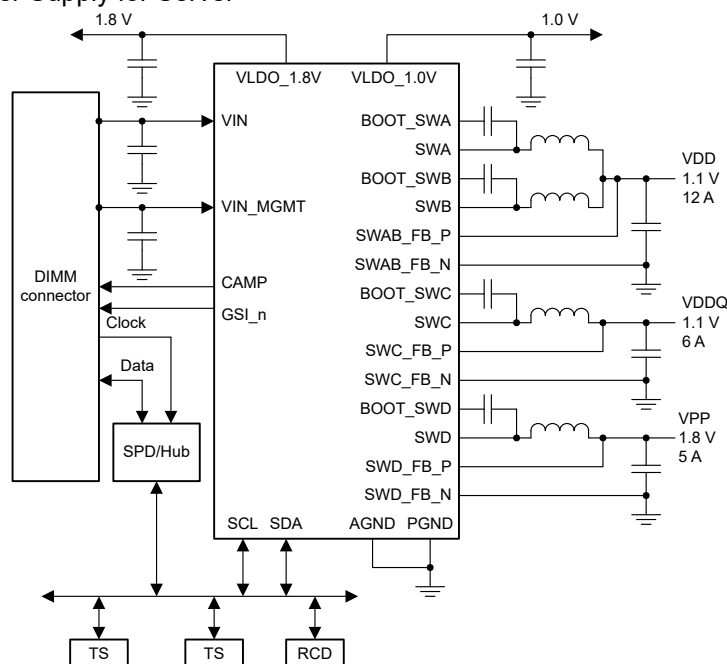 1.8 V
1.0 V
VLDO_1.8V
VLDO_1.0V
VIN
VIN_MGMT
CAMP
GSI_n
DIMM
connector
Clock
Data
SPD/Hub
BOOT_SWA
SWA
BOOT_SWB
SWB
SWAB_FB_P
SWAB_FB_N
BOOT_SWC
SWC
SWC_FB_P
SWC_FB_N
BOOT_SWD
SWD
SWD_FB_P
SWD_FB_N
VDD
1.1 V
12 A
VDDQ
1.1 V
6 A
VPP
1.8 V
5 A
SCL
SDA
AGND
PGND
TS
TS
RCD